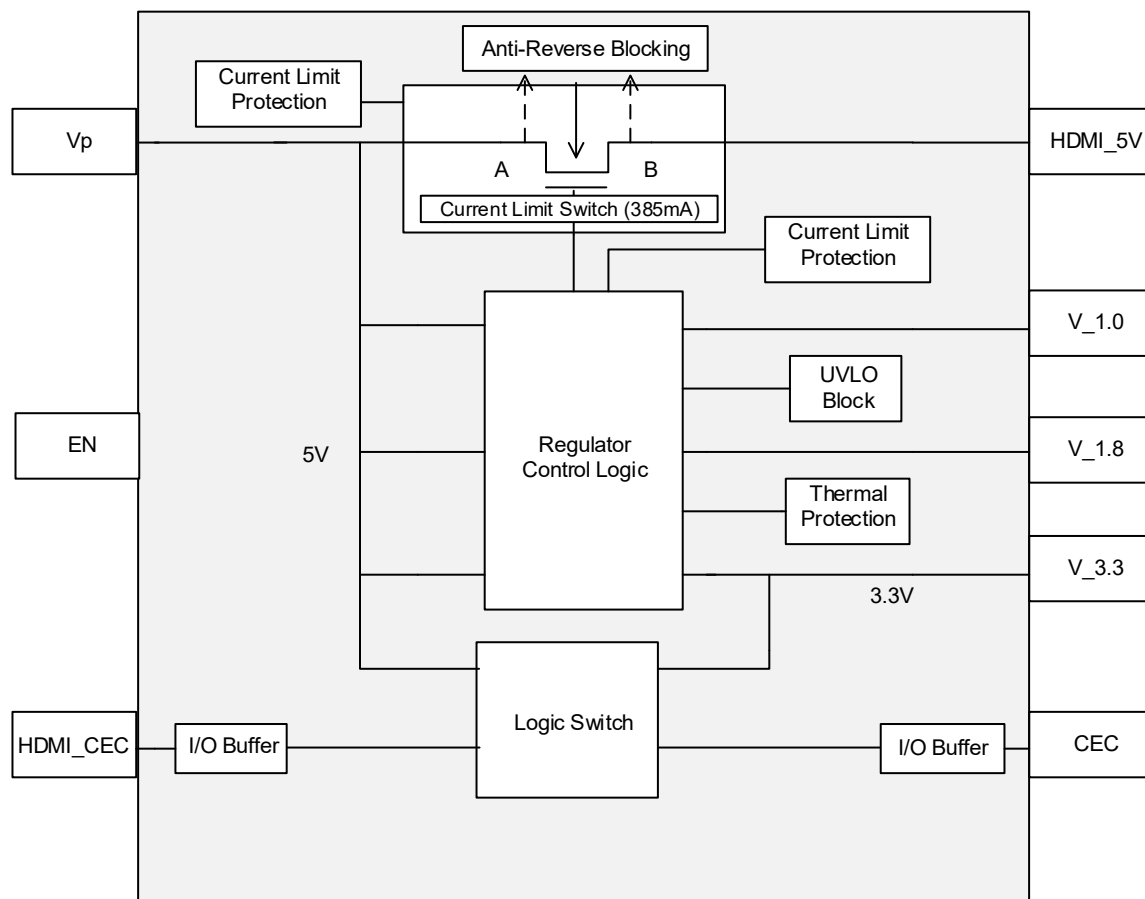 Anti-Reverse Blocking
Current Limit
Protection
Vp
HDMI_5V
A
B
Current Limit Switch (385mA)
Current Limit
Protection
V_1.0
UVLO
Block
EN
5V
Regulator
Control Logic
V_1.8
Thermal
Protection
V_3.3
3.3V
Logic Switch
HDMI_CEC
I/O Buffer
I/O Buffer
CEC